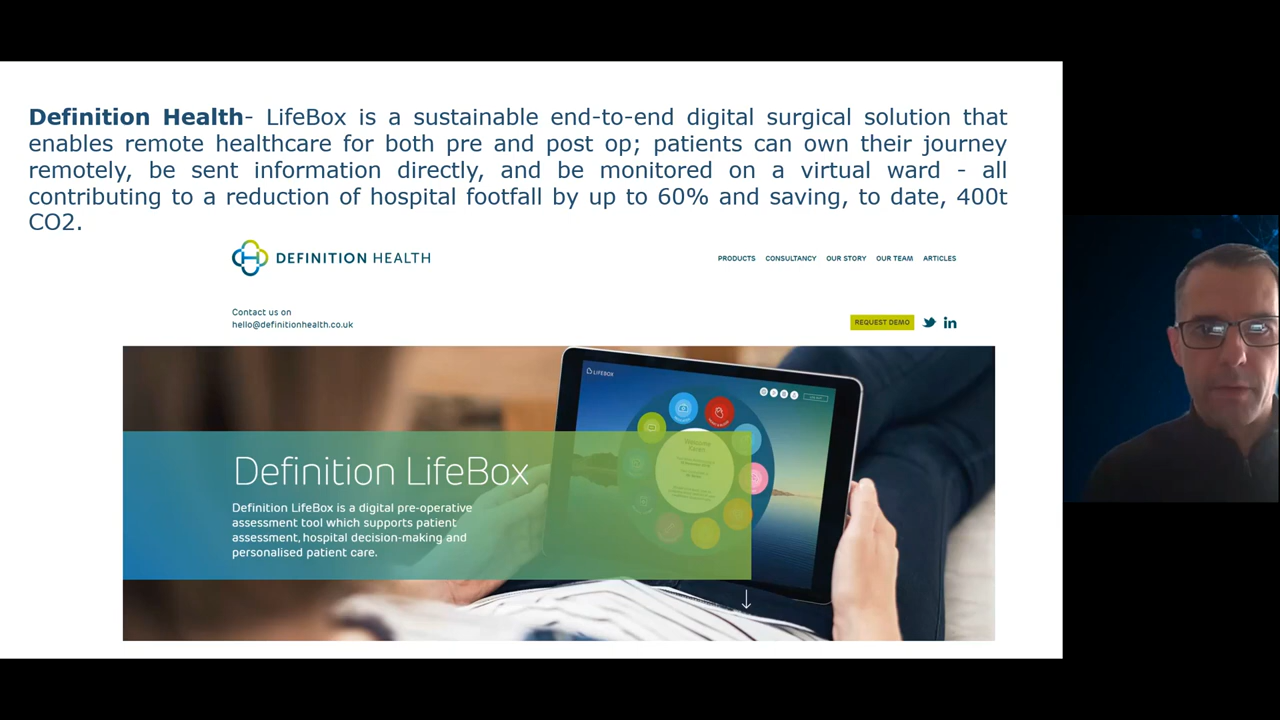 Definition Health- LifeBox is a sustainable end-to-end digital surgical solution that
enables remote healthcare for both pre and post op; patients can own their journey
remotely, be sent information directly, and be monitored on a virtual ward - all
contributing to a reduction of hospital footfall by up to 60% and saving, to date, 400t
CO2.
DEFINITION HEALTH
PRODUCTS CONSULTANCY OUR STORY OUR TEAM ARTICLES
Contact us on
hello@definitionhealth.co.uk
REQUEST DEMO
LIFEBOX
Definition LifeBox
Definition LifeBox is a digital pre-operative
assessment tool which supports patient
assessment, hospital decision-making and
personalised patient care.